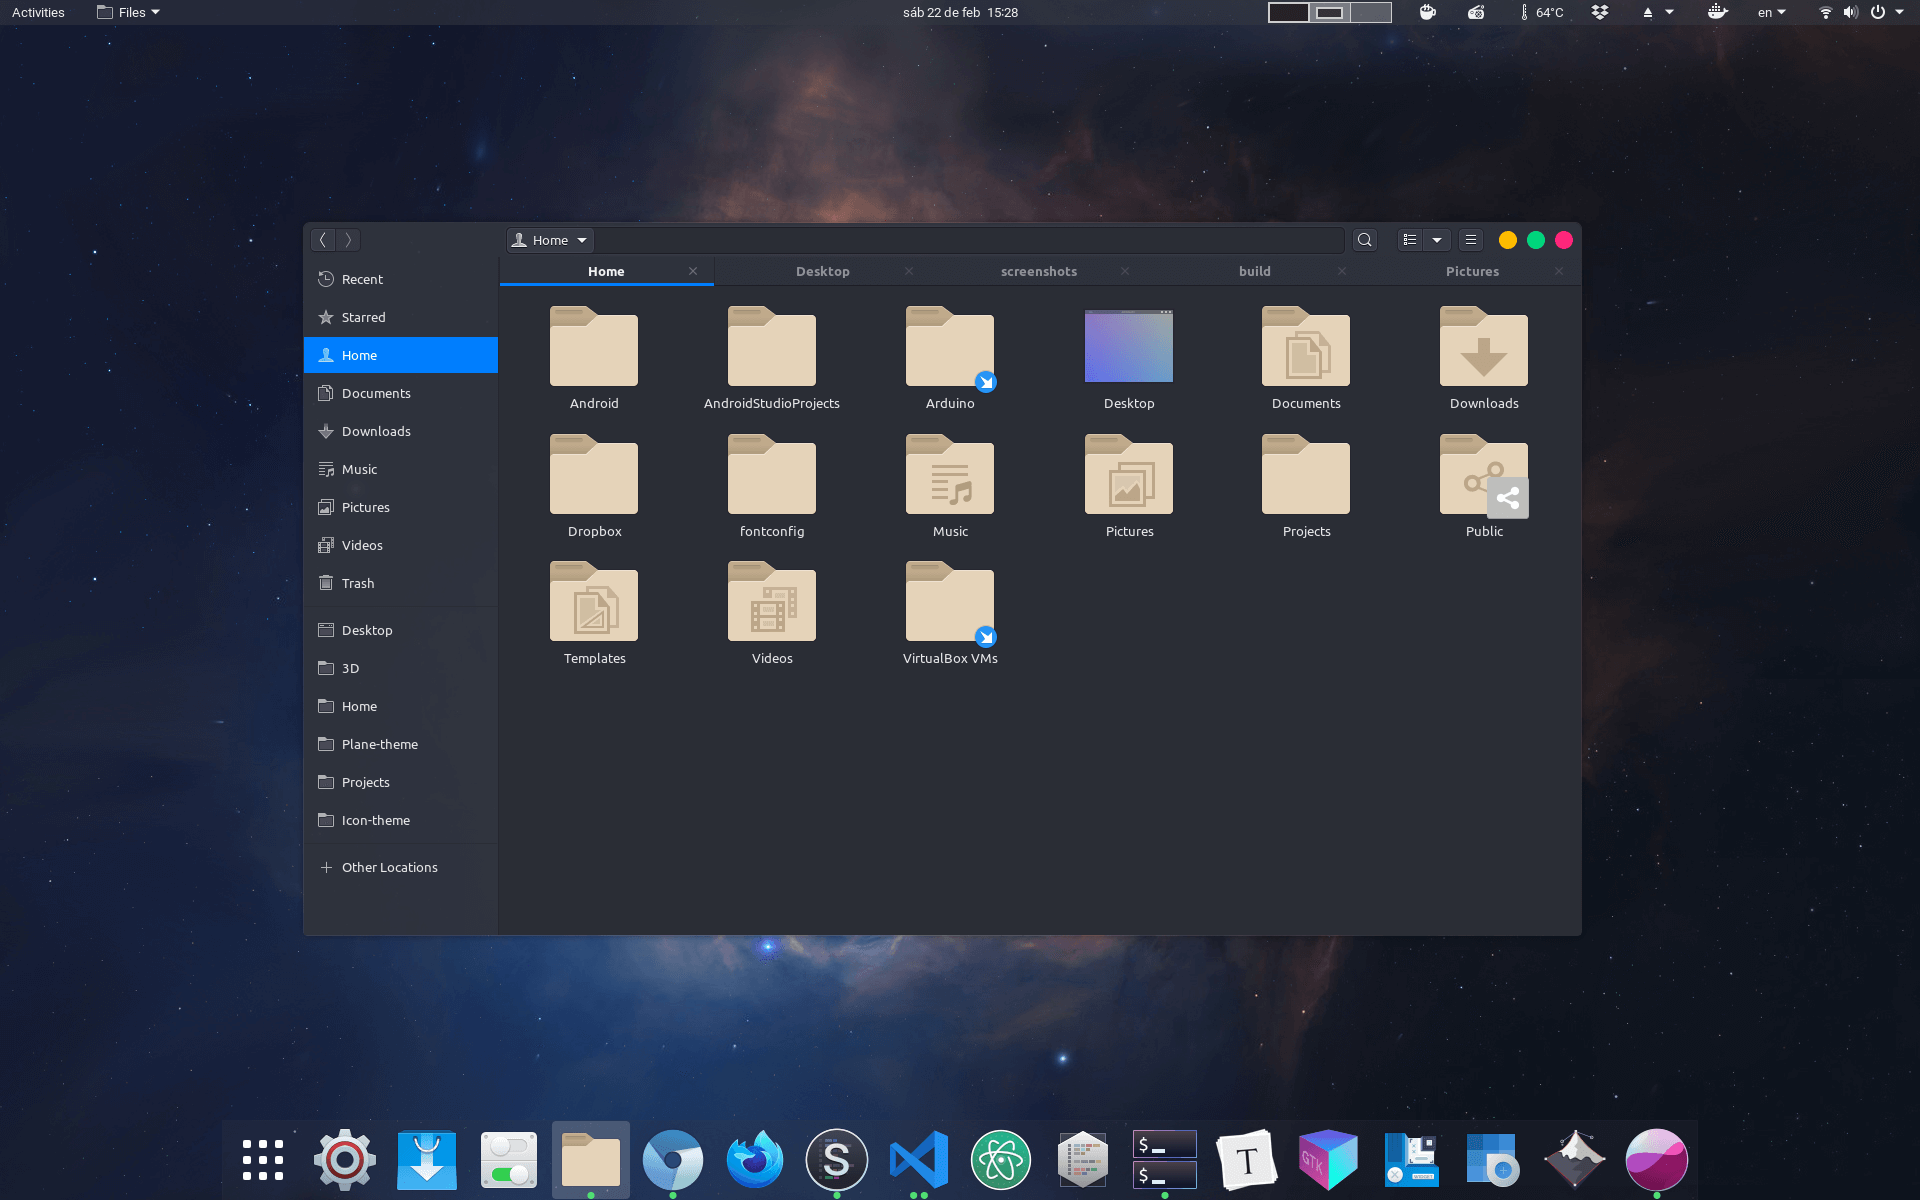 Activities Files sáb 22 de feb 15:28 64°C en
Home
Home Desktop screenshots build Pictures
Recent
Starred
Home
Documents
Downloads
Music
Pictures
Videos
Trash
Desktop
3D
Home
Plane-theme
Projects
Icon-theme
Other Locations
Android AndroidStudioProjects Arduino Desktop Documents Downloads
Dropbox fontconfig Music Pictures Projects Public
Templates Videos VirtualBox VMs
S $_ $_ T GTK